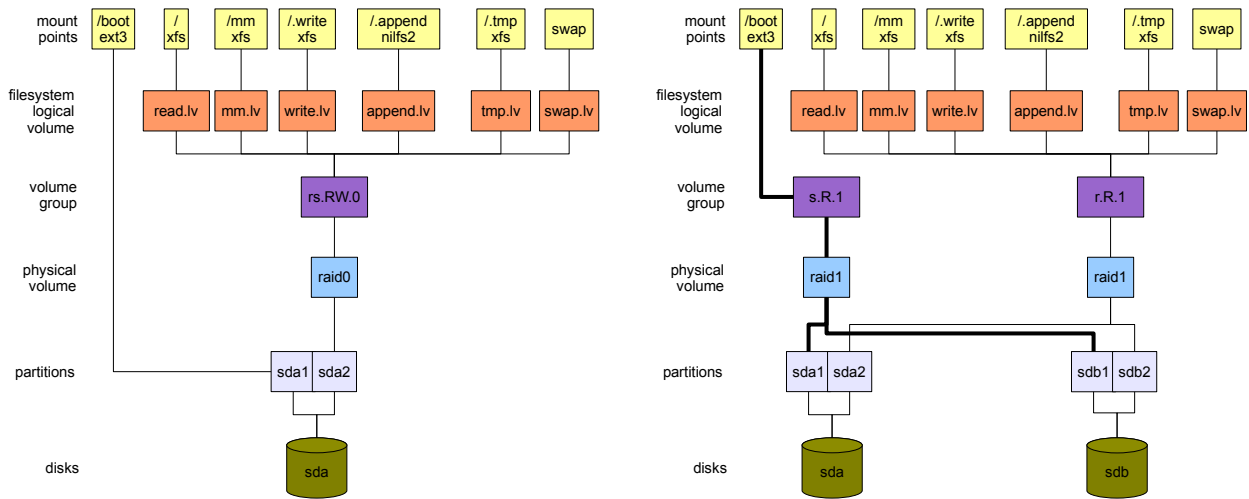 mount
points
/boot
ext3
/
xfs
/mm
xfs
/.write
xfs
/.append
nilfs2
/.tmp
xfs
swap
filesystem
logical
volume
read.lv
mm.lv
write.lv
append.lv
tmp.lv
swap.lv
volume
group
rs.RW.0
physical
volume
raid0
partitions
sda1
sda2
disks
sda
mount
points
/boot
ext3
/
xfs
/mm
xfs
/.write
xfs
/.append
nilfs2
/.tmp
xfs
swap
filesystem
logical
volume
read.lv
mm.lv
write.lv
append.lv
tmp.lv
swap.lv
volume
group
s.R.1
r.R.1
physical
volume
raid1
raid1
partitions
sda1
sda2
sdb1
sdb2
disks
sda
sdb